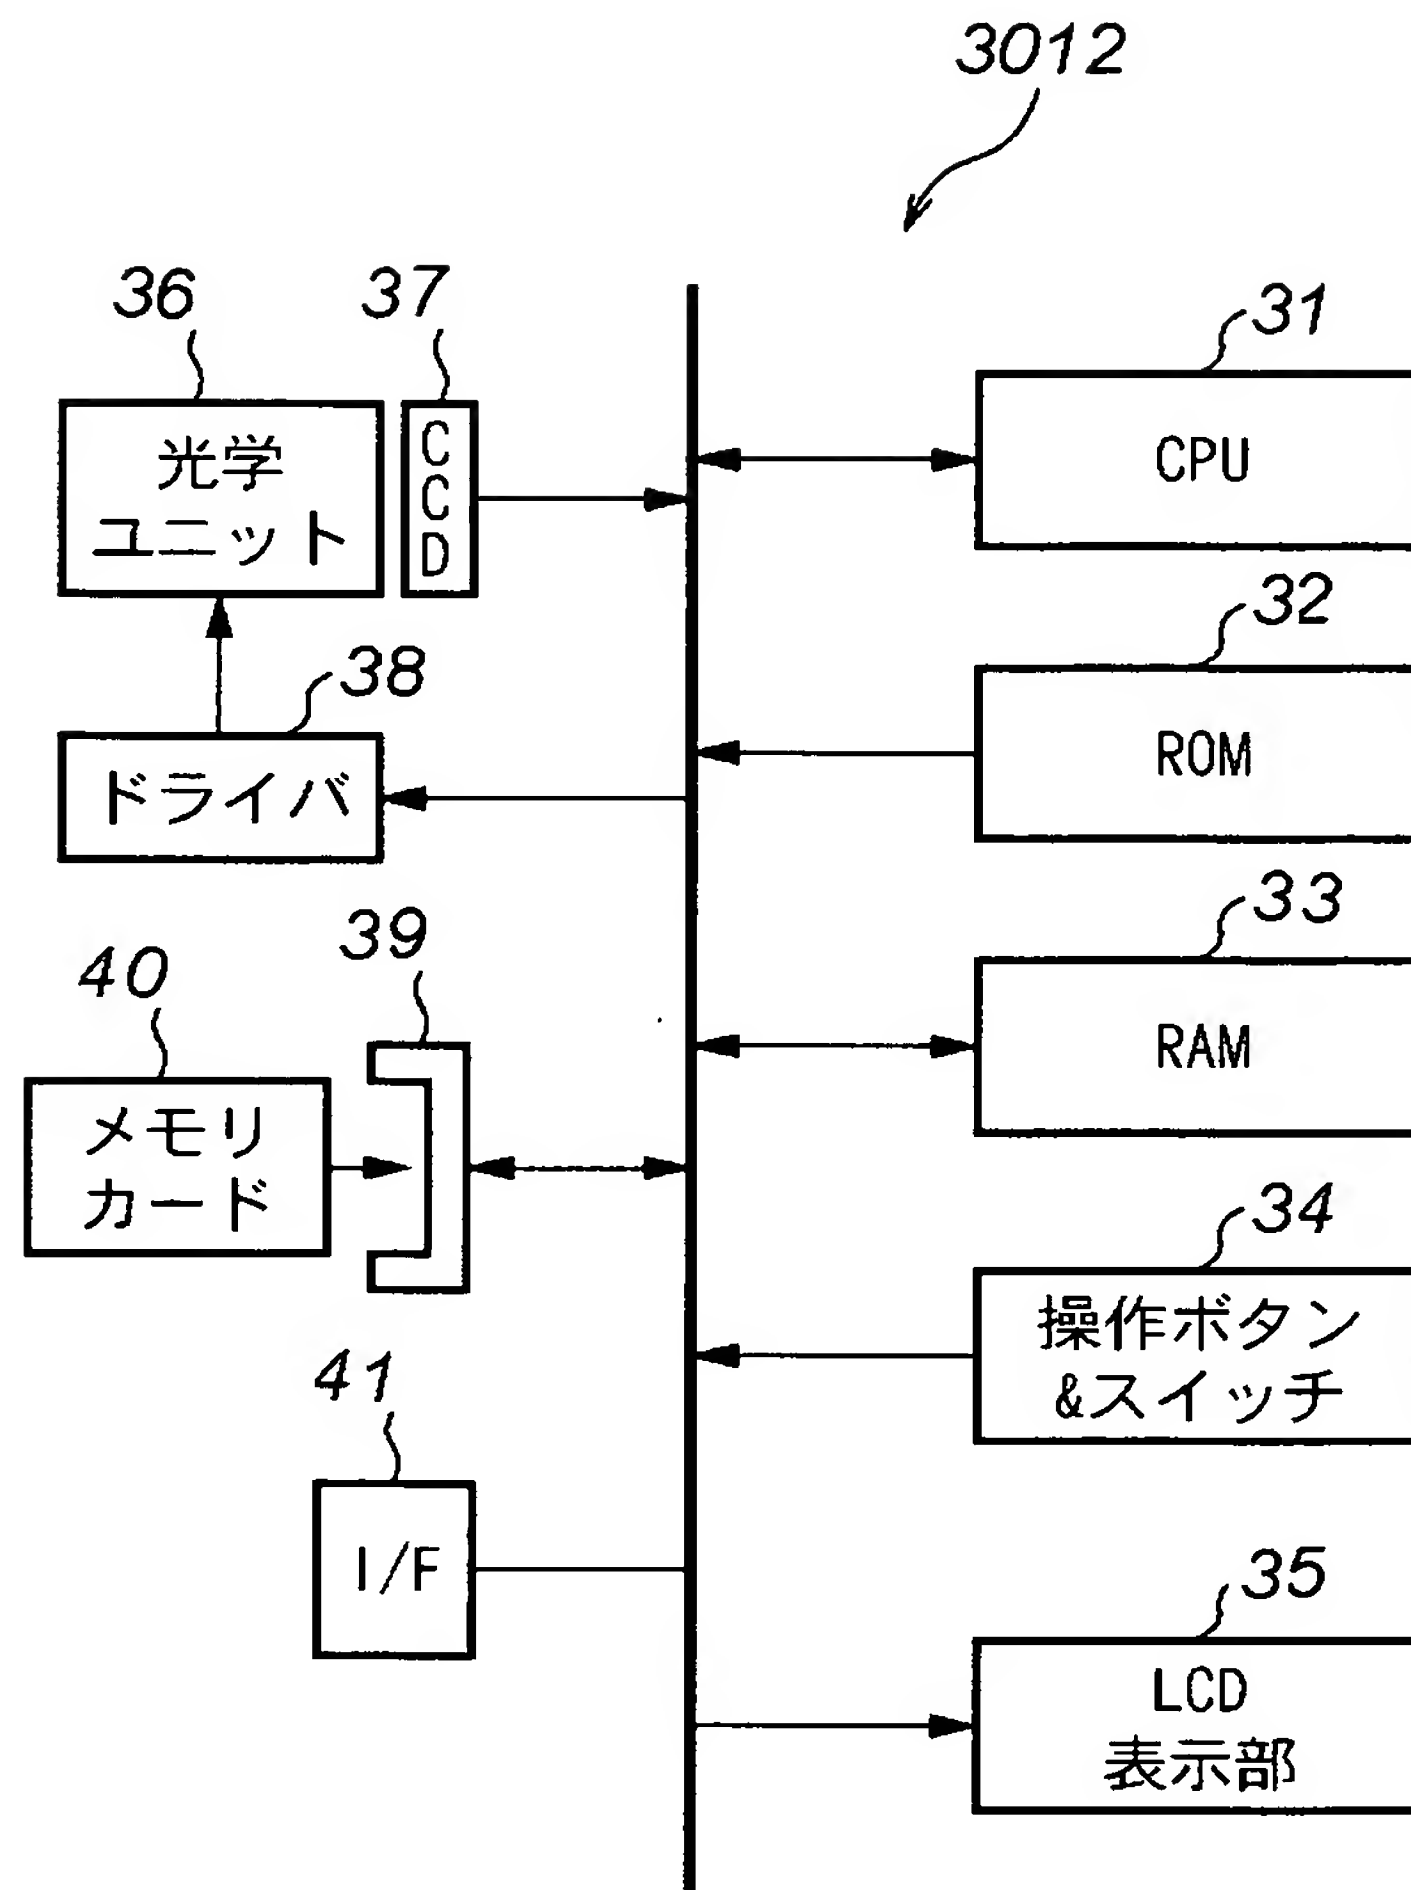 3012
36
37
31
光学
ユニット
CCD
CPU
38
32
ドライバ
ROM
39
33
40
RAM
メモリ
カード
34
操作ボタン
&スイッチ
41
I/F
35
LCD
表示部